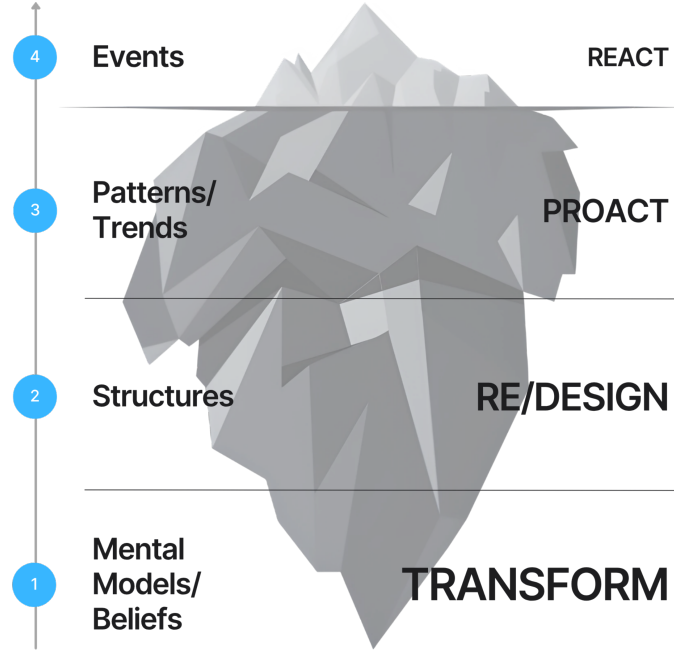 4
Events
REACT
3
Patterns/
Trends
PROACT
2
Structures
RE/DESIGN
1
Mental
Models/
Beliefs
TRANSFORM